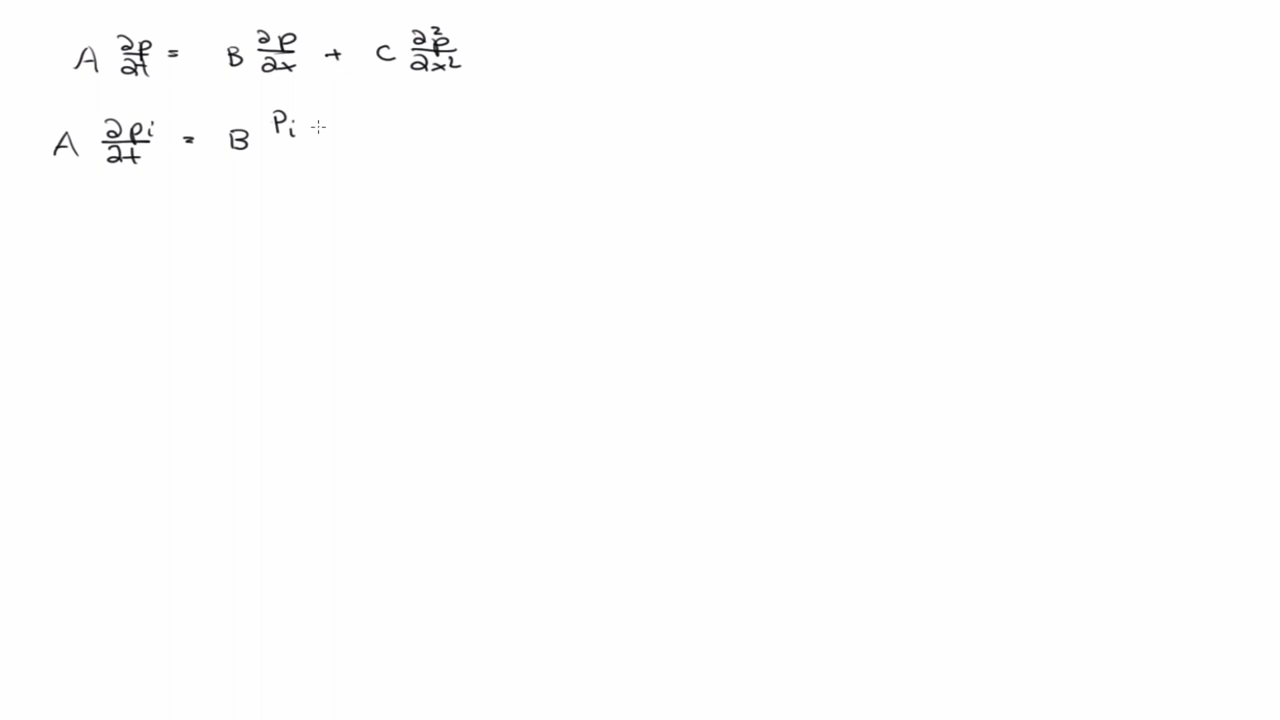 A ∂p/∂t = B ∂p/∂x + C ∂²p/∂x²
A ∂pi/∂t = B Pi